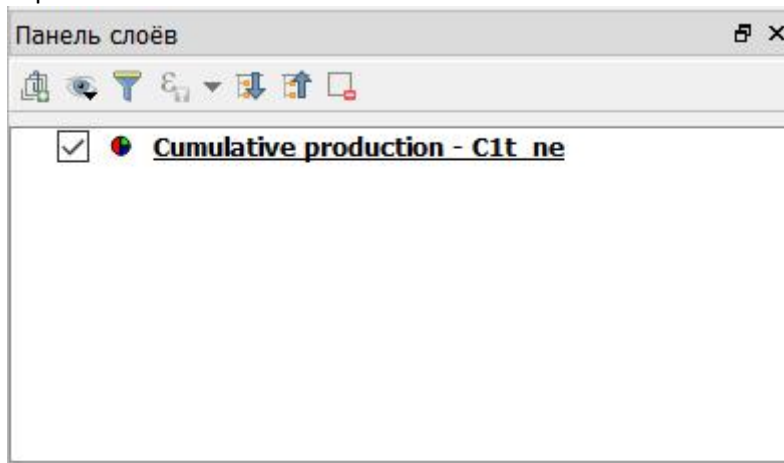 Панель слоёв
Cumulative production - C1t_ne